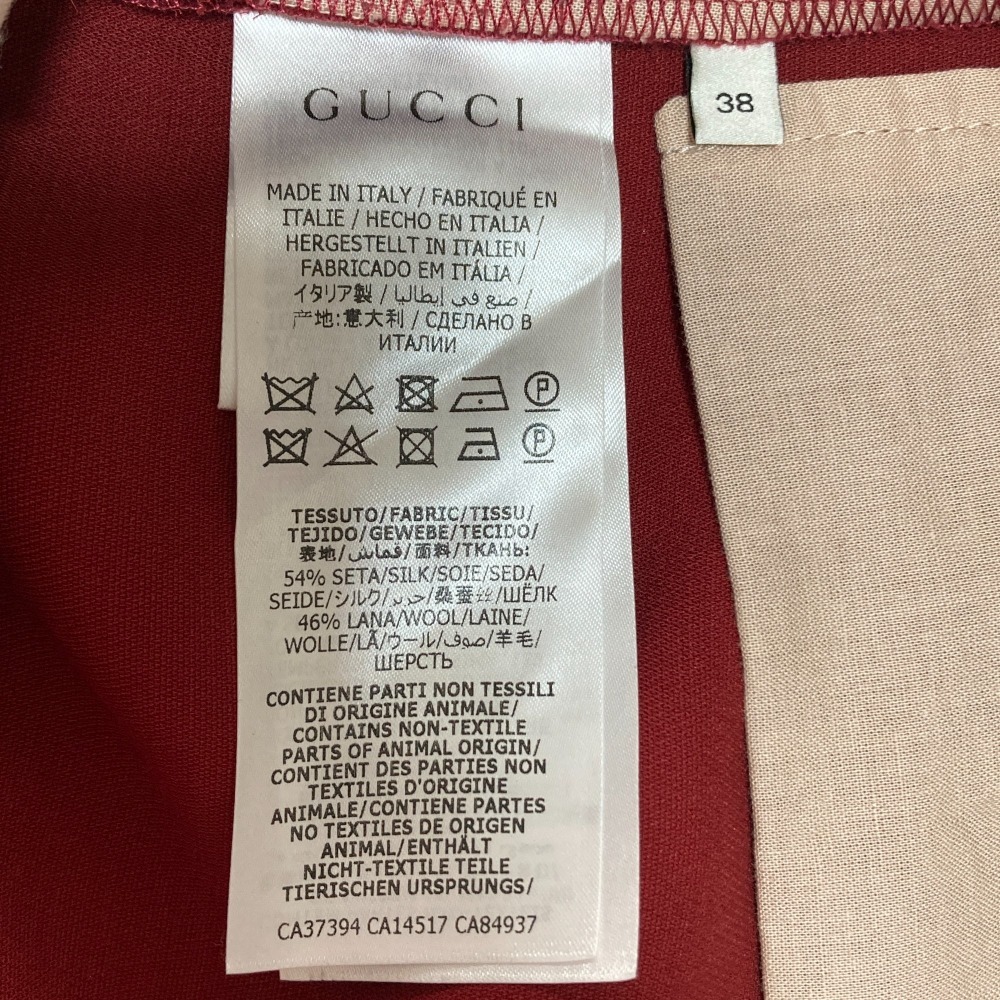 GUCCI
38
MADE IN ITALY / FABRIQUÉ EN
ITALIE / HECHO EN ITALIA /
HERGESTELLT IN ITALIEN /
FABRICADO EM ITÁLIA /
イタリア製 / صنع في إيطاليا /
产地:意大利 / СДЕЛАНО В
ИТАЛИИ
P
P
TESSUTO/FABRIC/TISSU/
TEJIDO/GEWEBE/TECIDO/
表地/قماش/面料/ТКАНЬ:
54% SETA/SILK/SOIE/SEDA/
SEIDE/シルク/حرير/桑蚕丝/ШЁЛК
46% LANA/WOOL/LAINE/
WOLLE/LÃ/ウール/صوف/羊毛/
ШЕРСТЬ
CONTIENE PARTI NON TESSILI
DI ORIGINE ANIMALE/
CONTAINS NON-TEXTILE
PARTS OF ANIMAL ORIGIN/
CONTIENT DES PARTIES NON
TEXTILES D'ORIGINE
ANIMALE/CONTIENE PARTES
NO TEXTILES DE ORIGEN
ANIMAL/ENTHÄLT
NICHT-TEXTILE TEILE
TIERISCHEN URSPRUNGS/
CA37394 CA14517 CA84937